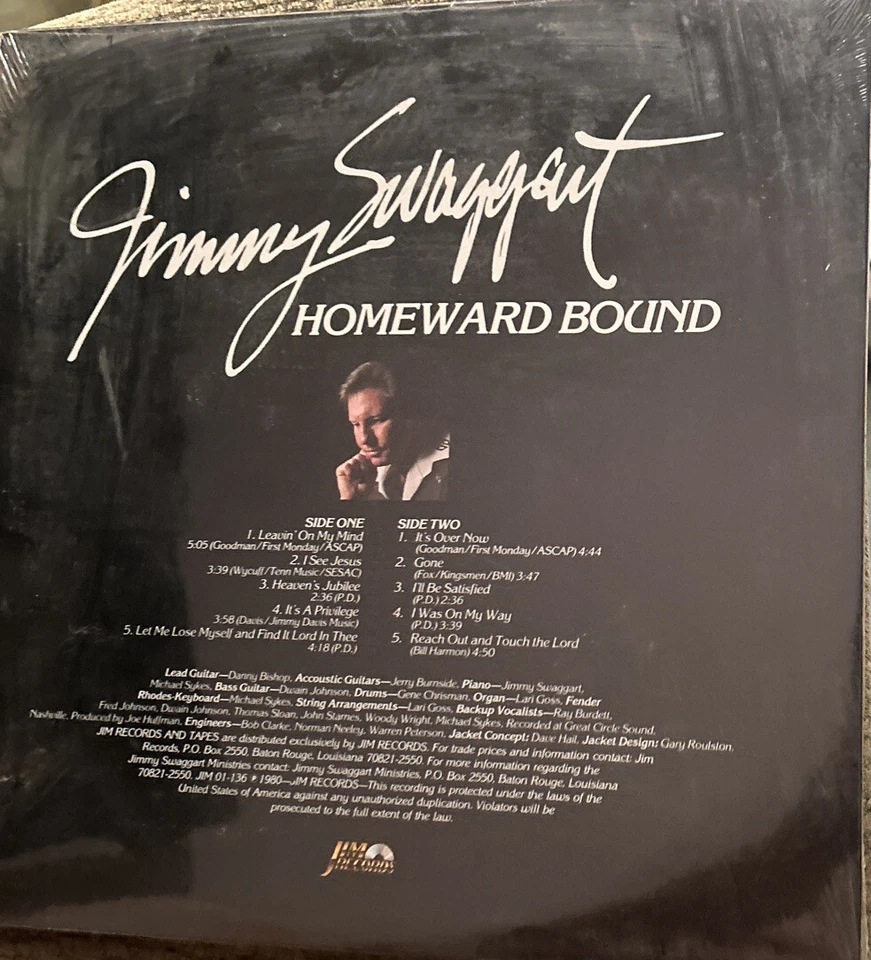 Jimmy Swaggart
HOMEWARD BOUND
SIDE ONE
1. Leavin' On My Mind
5:05 (Goodman/First Monday/ASCAP)
2. I See Jesus
3:39 (Wycuff/Tenn Music/SESAC)
3. Heaven's Jubilee
2:36 (P.D.)
4. It's A Privilege
3:58 (Davis/Jimmy Davis Music)
5. Let Me Lose Myself and Find It Lord In Thee
4:18 (P.D.)
SIDE TWO
1. It's Over Now
(Goodman/First Monday/ASCAP) 4:44
2. Gone
(Fox/Kingsmen/BMI) 3:47
3. I'll Be Satisfied
(P.D.) 2:36
4. I Was On My Way
(P.D.) 3:39
5. Reach Out and Touch the Lord
(Bill Harmon) 4:50
Lead Guitar—Danny Bishop, Accoustic Guitars—Jerry Burnside, Piano—Jimmy Swaggart,
Michael Sykes, Bass Guitar—Dwain Johnson, Drums—Gene Chrisman, Organ—Lari Goss, Fender
Rhodes-Keyboard—Michael Sykes, String Arrangements—Lari Goss, Backup Vocalists—Ray Burdett,
Fred Johnson, Dwain Johnson, Thomas Sloan, John Starnes, Woody Wright, Michael Sykes, Recorded at Great Circle Sound,
Nashville, Produced by Joe Huffman, Engineers—Bob Clarke, Norman Neeley, Warren Peterson, Jacket Concept: Dave Hall, Jacket Design: Gary Roulston.
JIM RECORDS AND TAPES are distributed exclusively by JIM RECORDS. For trade prices and information contact: Jim
Records, P.O. Box 2550, Baton Rouge, Louisiana 70821-2550. For more information regarding the
Jimmy Swaggart Ministries contact: Jimmy Swaggart Ministries, P.O. Box 2550, Baton Rouge, Louisiana
70821-2550. JIM 01-136 ℗ 1980—JIM RECORDS—This recording is protected under the laws of the
United States of America against any unauthorized duplication. Violators will be
prosecuted to the full extent of the law.
JIM
RECORDS